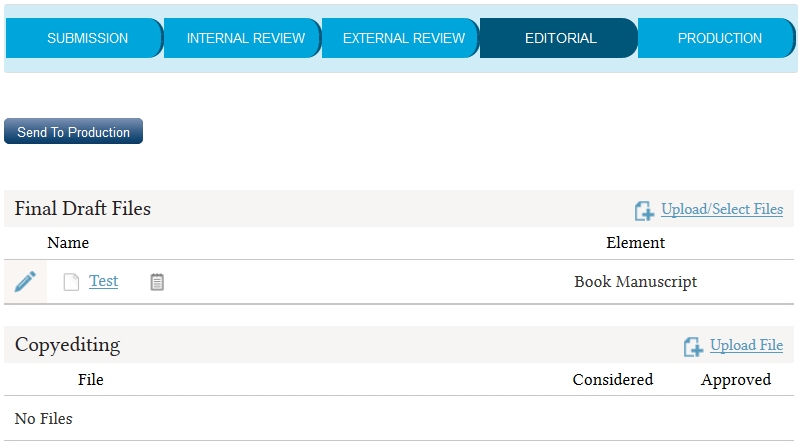 SUBMISSION INTERNAL REVIEW EXTERNAL REVIEW EDITORIAL PRODUCTION
Send To Production
Final Draft Files Upload/Select Files
Name Element
Test Book Manuscript
Copyediting Upload File
File Considered Approved
No Files